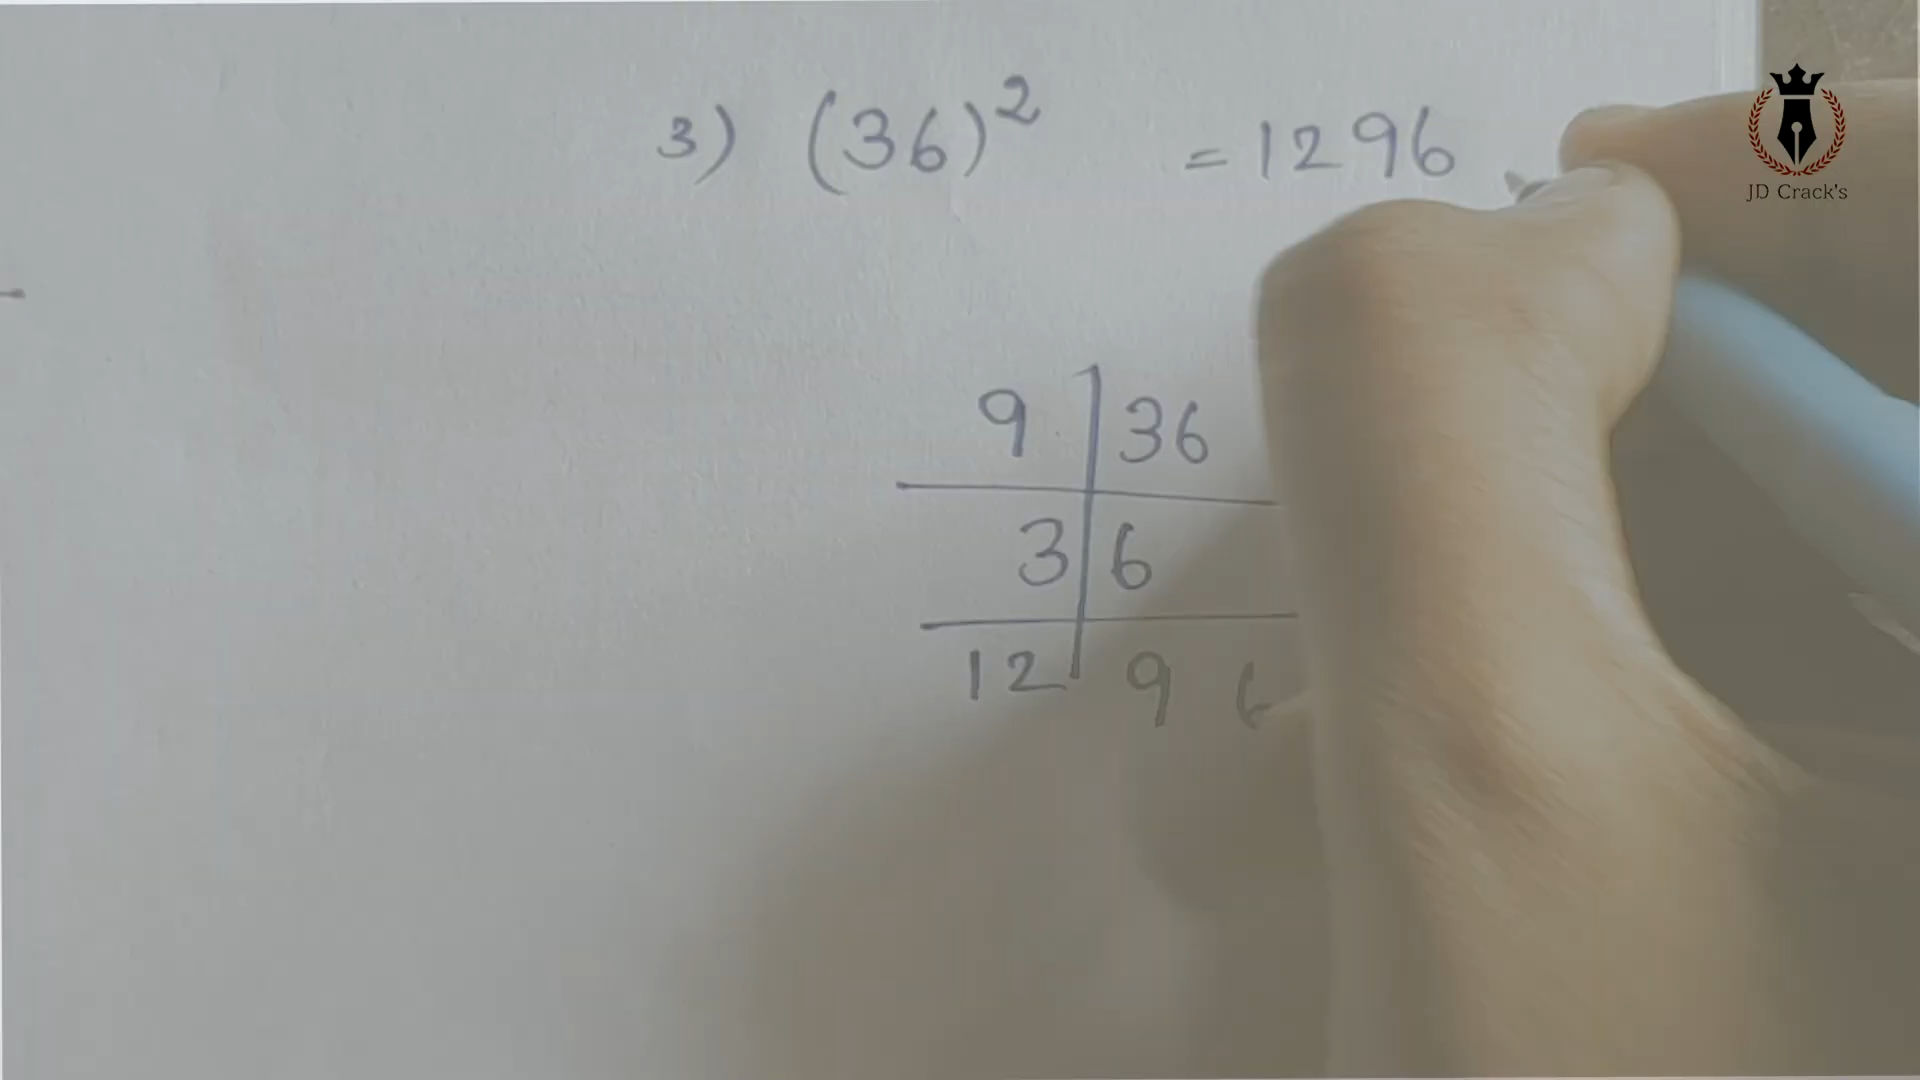 3) (36)² = 1296
JD Crack's
9 | 36
3 | 6
12 | 9 6